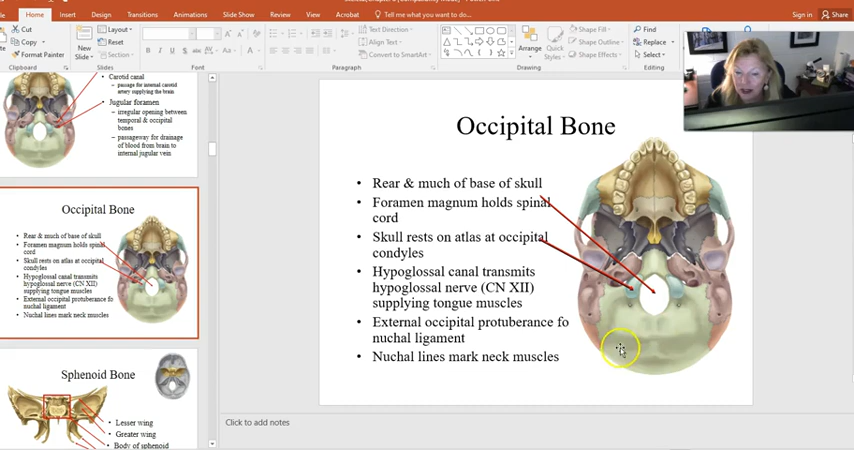 Home
Insert
Design
Transitions
Animations
Slide Show
Review
View
Acrobat
Tell me what you want to do...
Sign in
Share
Cut
Copy
Format Painter
Clipboard
New
Slide
Layout
Reset
Section
Slides
Font
Text Direction
Align Text
Convert to SmartArt
Paragraph
Arrange
Quick
Styles
Shape Fill
Shape Outline
Shape Effects
Drawing
Find
Replace
Select
Editing
Carotid canal
– passage for internal carotid
artery supplying the brain
• Jugular foramen
– irregular opening between
temporal & occipital
bones
– passageway for drainage
of blood from brain to
internal jugular vein
Occipital Bone
• Rear & much of base of skull
• Foramen magnum holds spinal
cord
• Skull rests on atlas at occipital
condyles
• Hypoglossal canal transmits
hypoglossal nerve (CN XII)
supplying tongue muscles
• External occipital protuberance fo
nuchal ligament
• Nuchal lines mark neck muscles
Sphenoid Bone
• Lesser wing
• Greater wing
• Body of sphenoid
Occipital Bone
• Rear & much of base of skull
• Foramen magnum holds spinal
cord
• Skull rests on atlas at occipital
condyles
• Hypoglossal canal transmits
hypoglossal nerve (CN XII)
supplying tongue muscles
• External occipital protuberance fo
nuchal ligament
• Nuchal lines mark neck muscles
Click to add notes